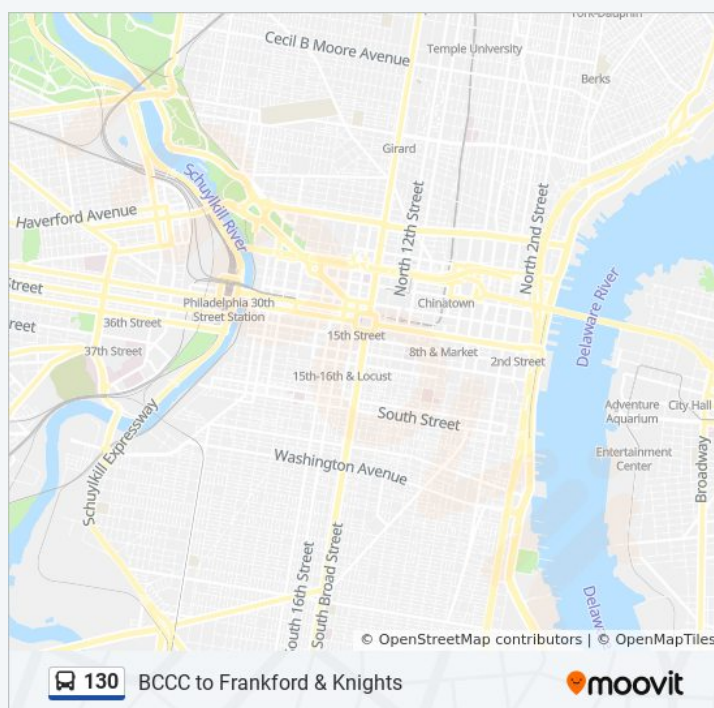 York-Dauphin
Cecil B Moore Avenue
Temple University
Berks
Girard
Schuylkill River
Haverford Avenue
North 12th Street
North 2nd Street
Delaware River
Street
Philadelphia 30th
Street Station
Chinatown
Street
36th Street
15th Street
37th Street
8th & Market
2nd Street
15th-16th & Locust
Adventure
Aquarium
City Hall
South Street
Schuylkill Expressway
Washington Avenue
Entertainment
Center
Broadway
South 16th Street
South Broad Street
Delawa
© OpenStreetMap contributors | © OpenMapTiles
130 BCCC to Frankford & Knights
moovit